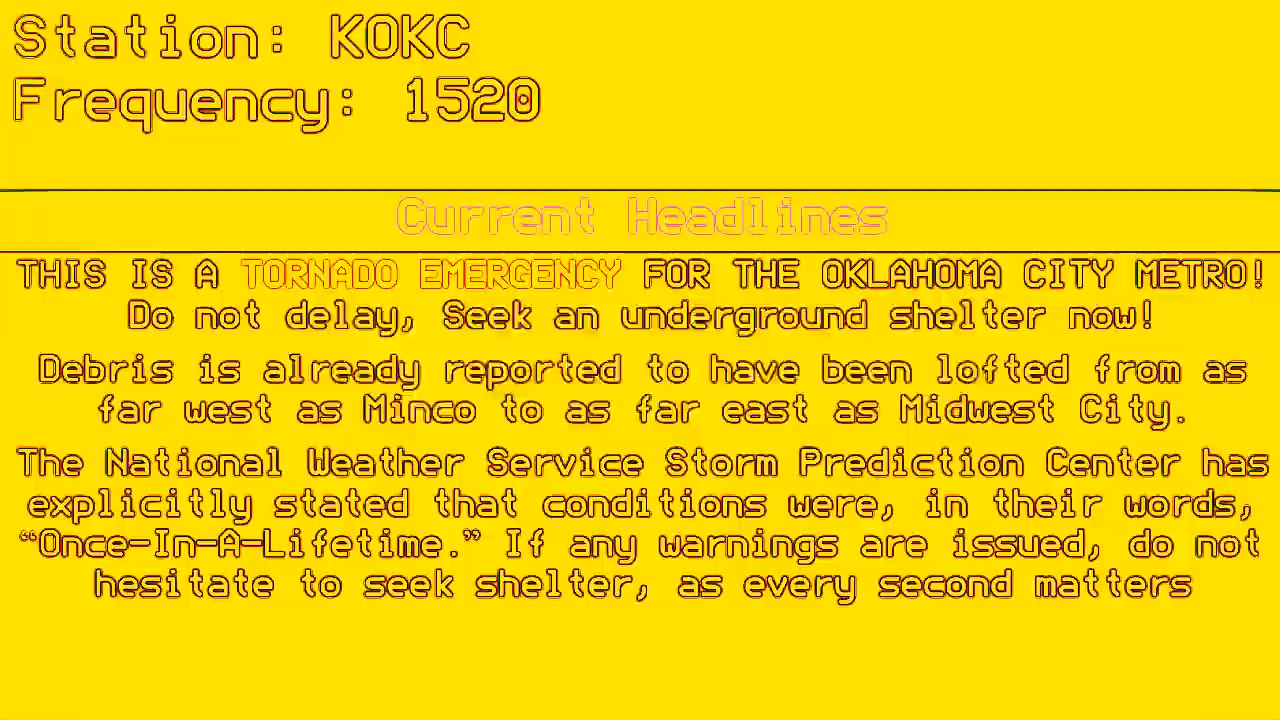 Station: KOKC
Frequency: 1520
Current Headlines
THIS IS A TORNADO EMERGENCY FOR THE OKLAHOMA CITY METRO!
Do not delay, Seek an underground shelter now!
Debris is already reported to have been lofted from as
far west as Minco to as far east as Midwest City.
The National Weather Service Storm Prediction Center has
explicitly stated that conditions were, in their words,
“Once-In-A-Lifetime.” If any warnings are issued, do not
hesitate to seek shelter, as every second matters